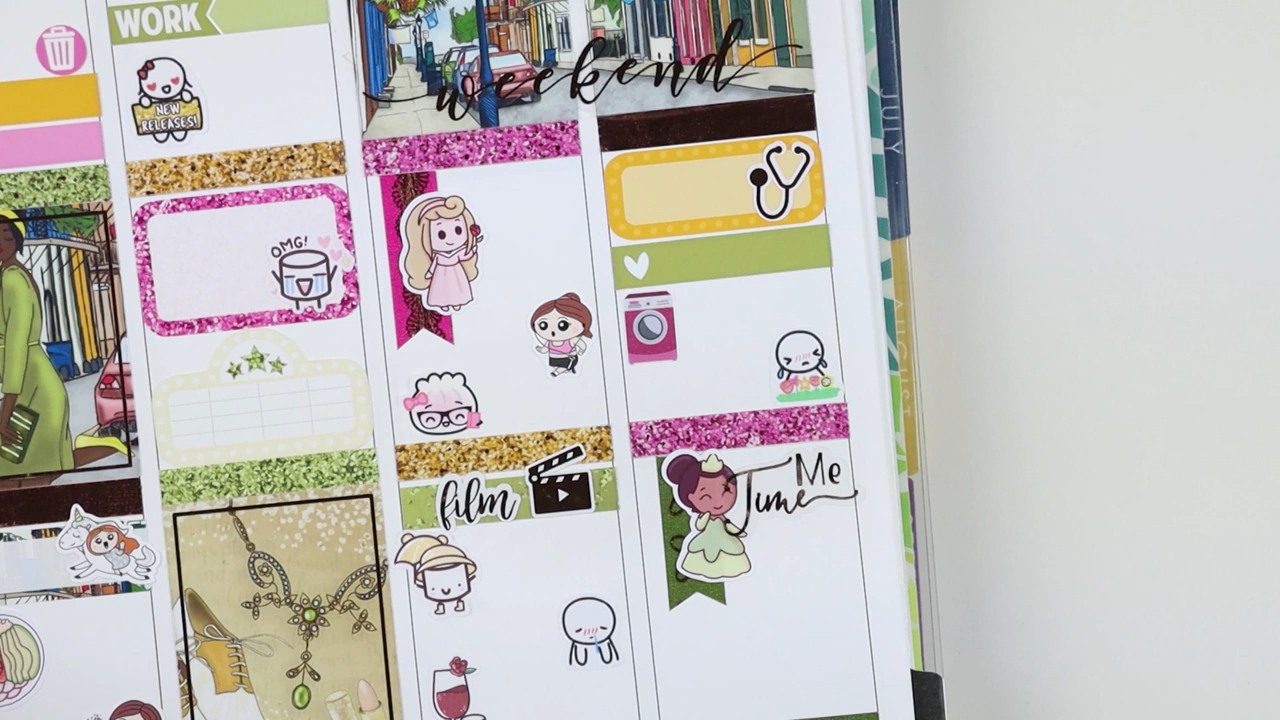 WORK
weekend
NEW
RELEASES!
OMG!
film
Me
Time
JULY
AUGUST